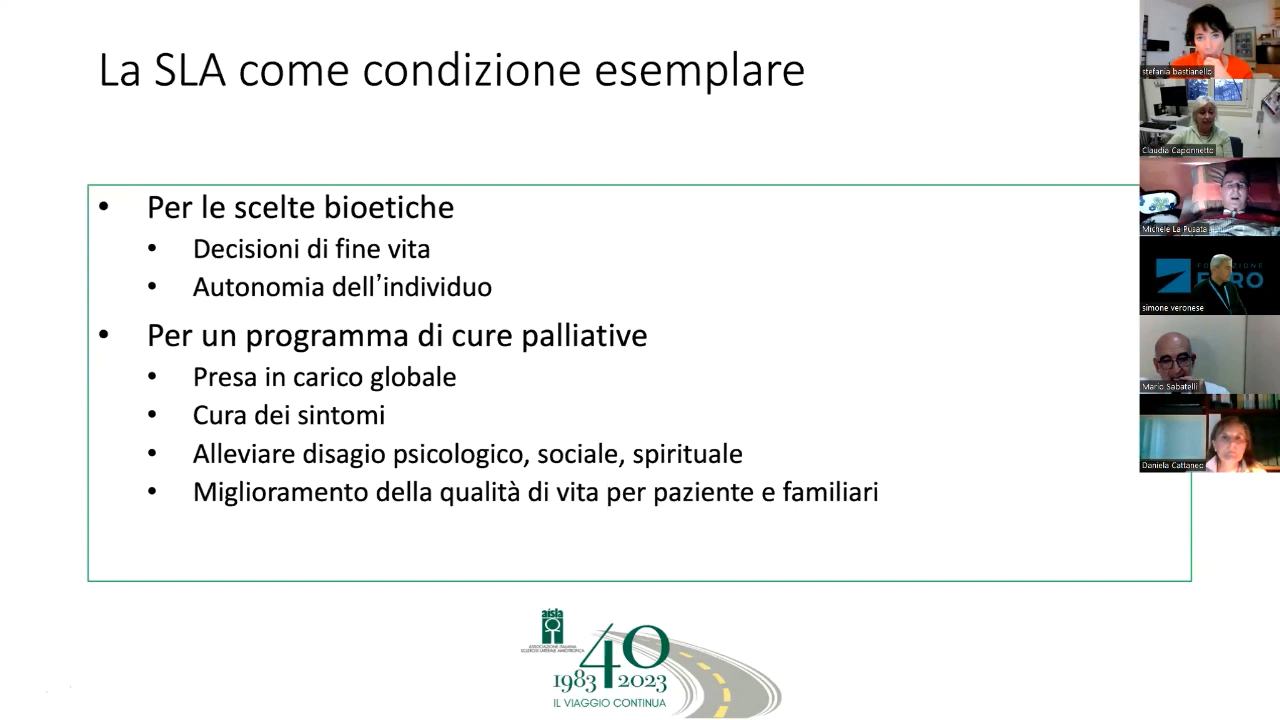 La SLA come condizione esemplare
• Per le scelte bioetiche
• Decisioni di fine vita
• Autonomia dell’individuo
• Per un programma di cure palliative
• Presa in carico globale
• Cura dei sintomi
• Alleviare disagio psicologico, sociale, spirituale
• Miglioramento della qualità di vita per paziente e familiari
aisla
ASSOCIAZIONE ITALIANA
SCLEROSI LATERALE AMIOTROFICA
40
1983 2023
IL VIAGGIO CONTINUA
stefania bastianello
Claudia Caponnetto
Michele La Pusata
simone veronese
Mario Sabatelli
Daniela Cattaneo